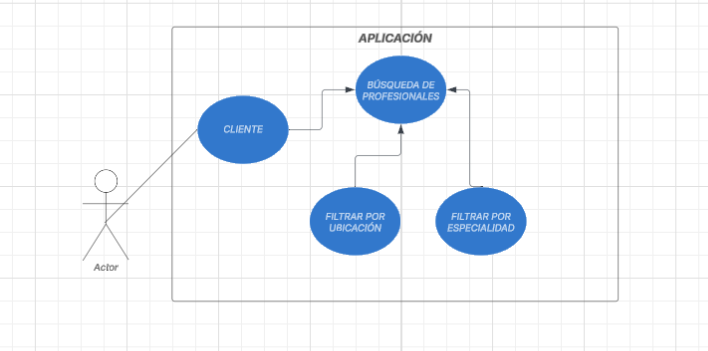 APLICACIÓN
BÚSQUEDA DE
PROFESIONALES
CLIENTE
FILTRAR POR
UBICACIÓN
FILTRAR POR
ESPECIALIDAD
Actor